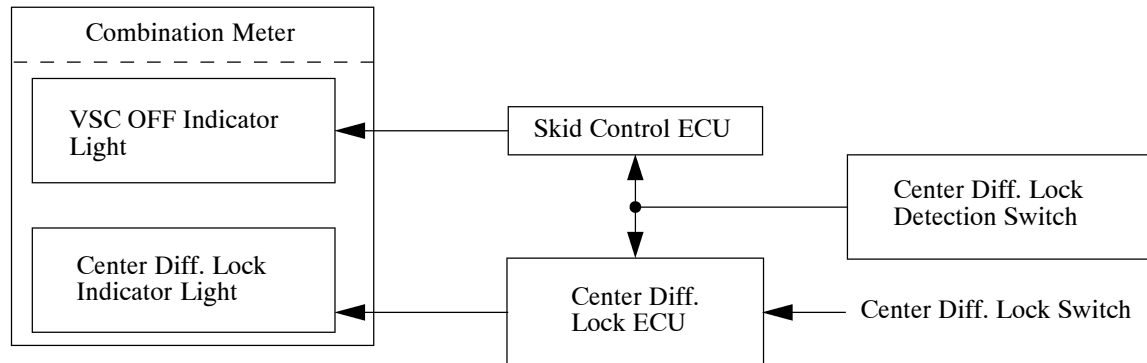 Combination Meter
VSC OFF Indicator
Light
Skid Control ECU
Center Diff. Lock
Detection Switch
Center Diff. Lock
Indicator Light
Center Diff.
Lock ECU
Center Diff. Lock Switch